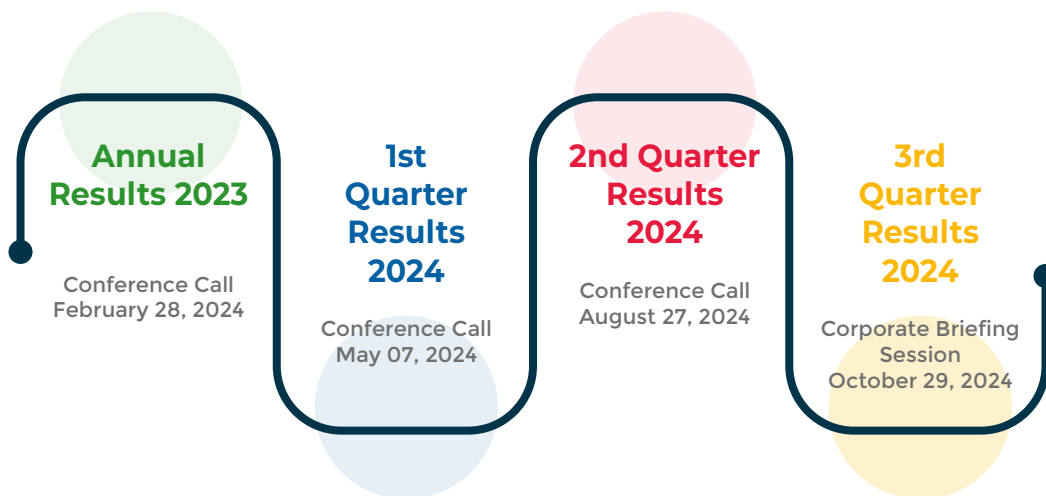 Annual
Results 2023
Conference Call
February 28, 2024
1st
Quarter
Results
2024
Conference Call
May 07, 2024
2nd Quarter
Results
2024
Conference Call
August 27, 2024
3rd
Quarter
Results
2024
Corporate Briefing
Session
October 29, 2024